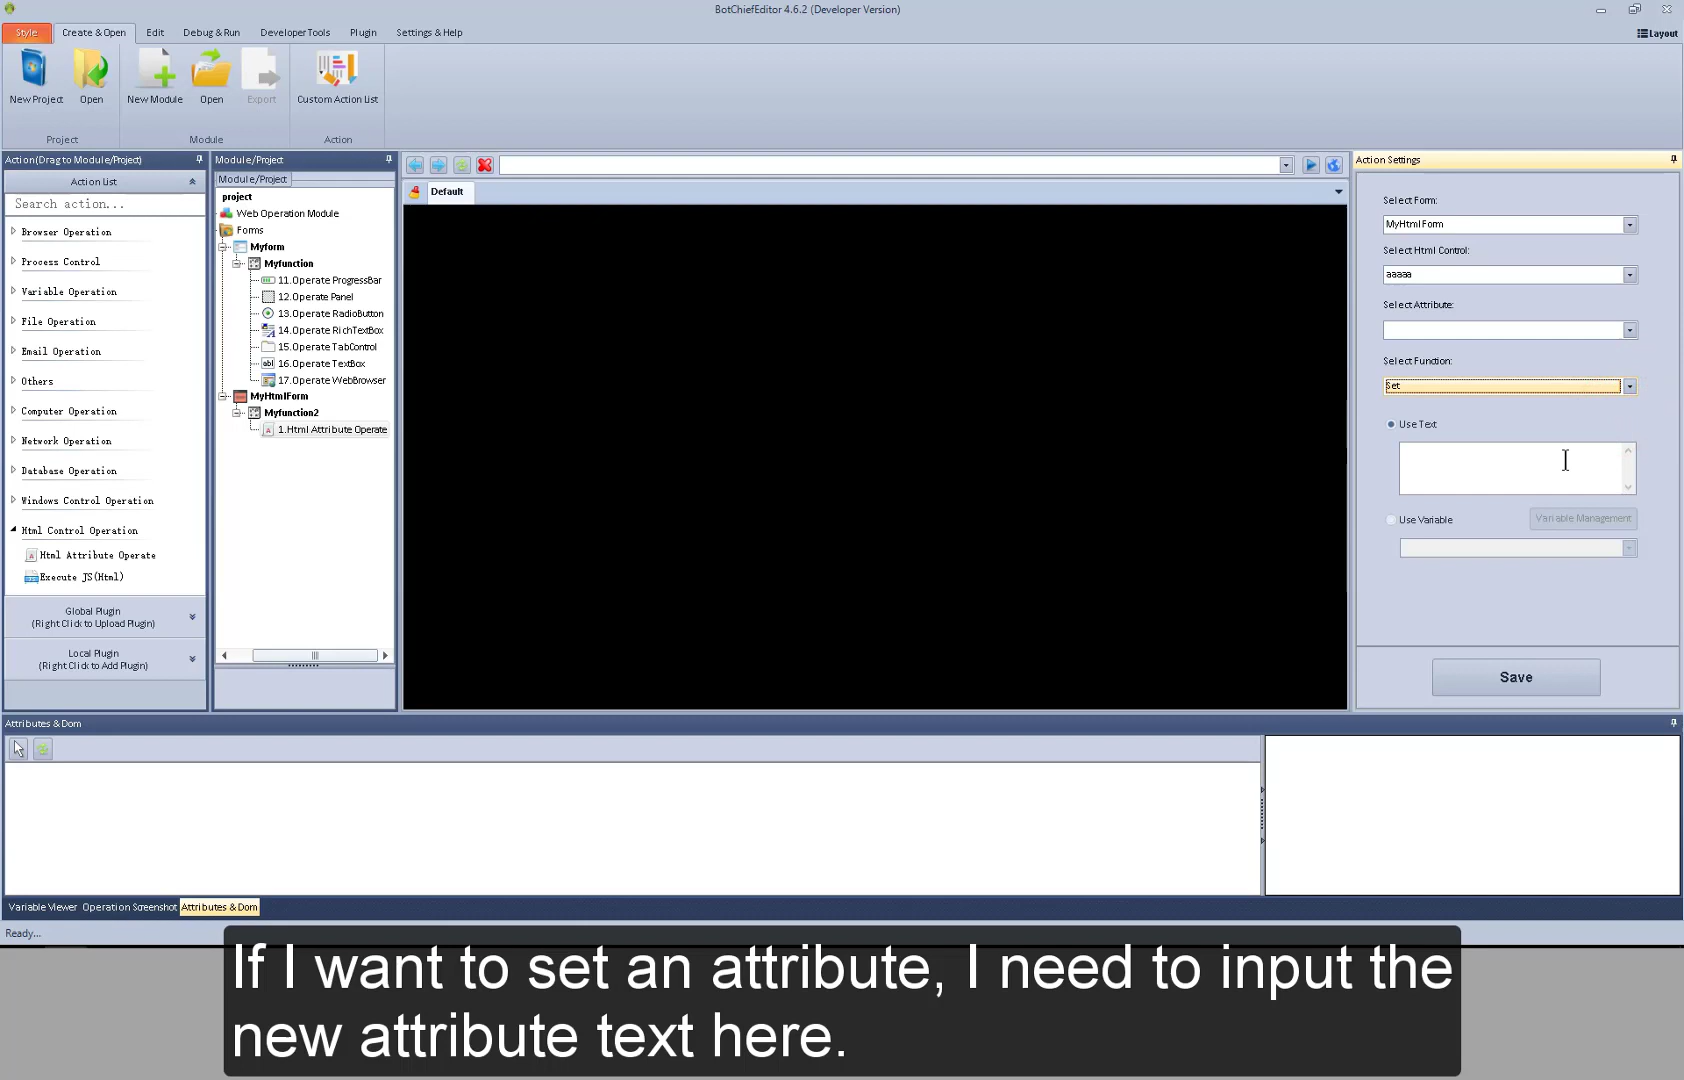 BotChiefEditor 4.6.2 (Developer Version)
Style Create & Open Edit Debug & Run Developer Tools Plugin Settings & Help
Layout
New Project Open New Module Open Export Custom Action List
Project Module Action
Action(Drag to Module/Project)
Action List
Search action...
Browser Operation
Process Control
Variable Operation
File Operation
Email Operation
Others
Computer Operation
Network Operation
Database Operation
Windows Control Operation
Html Control Operation
Html Attribute Operate
Execute JS(Html)
Global Plugin
(Right Click to Upload Plugin)
Local Plugin
(Right Click to Add Plugin)
Module/Project
Module/Project
project
Web Operation Module
Forms
Myform
Myfunction
11.Operate ProgressBar
12.Operate Panel
13.Operate RadioButton
14.Operate RichTextBox
15.Operate TabControl
16.Operate TextBox
17.Operate WebBrowser
MyHtmlForm
Myfunction2
1.Html Attribute Operate
Default
Action Settings
Select Form:
MyHtmlForm
Select Html Control:
aaaaa
Select Attribute:
Select Function:
Set
Use Text
Use Variable Variable Management
Save
Attributes & Dom
Variable Viewer Operation Screenshot Attributes & Dom
Ready...
If I want to set an attribute, I need to input the
new attribute text here.